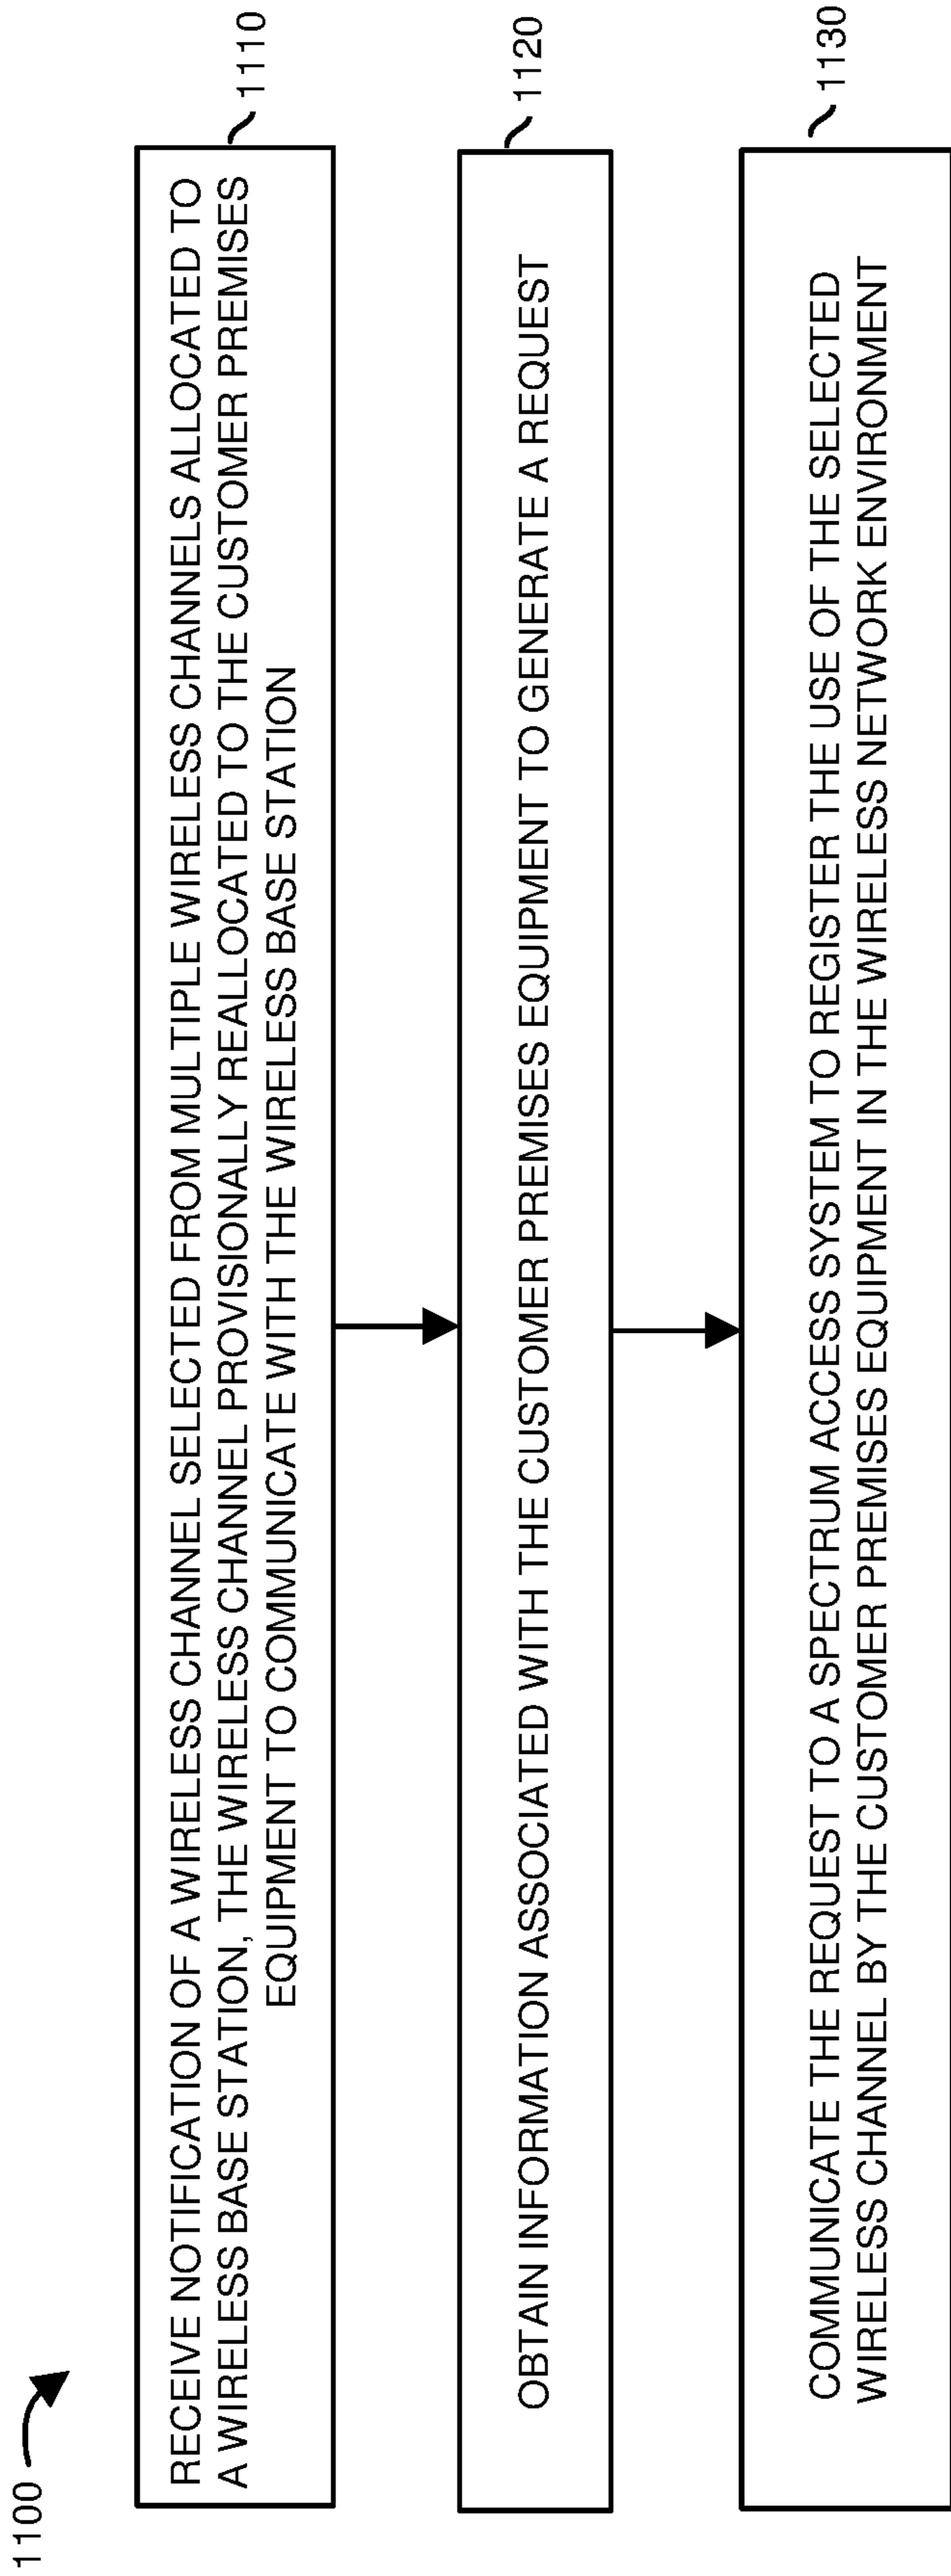 1100
RECEIVE NOTIFICATION OF A WIRELESS CHANNEL SELECTED FROM MULTIPLE WIRELESS CHANNELS ALLOCATED TO
A WIRELESS BASE STATION, THE WIRELESS CHANNEL PROVISIONALLY REALLOCATED TO THE CUSTOMER PREMISES
EQUIPMENT TO COMMUNICATE WITH THE WIRELESS BASE STATION
1110
OBTAIN INFORMATION ASSOCIATED WITH THE CUSTOMER PREMISES EQUIPMENT TO GENERATE A REQUEST
1120
COMMUNICATE THE REQUEST TO A SPECTRUM ACCESS SYSTEM TO REGISTER THE USE OF THE SELECTED
WIRELESS CHANNEL BY THE CUSTOMER PREMISES EQUIPMENT IN THE WIRELESS NETWORK ENVIRONMENT
1130